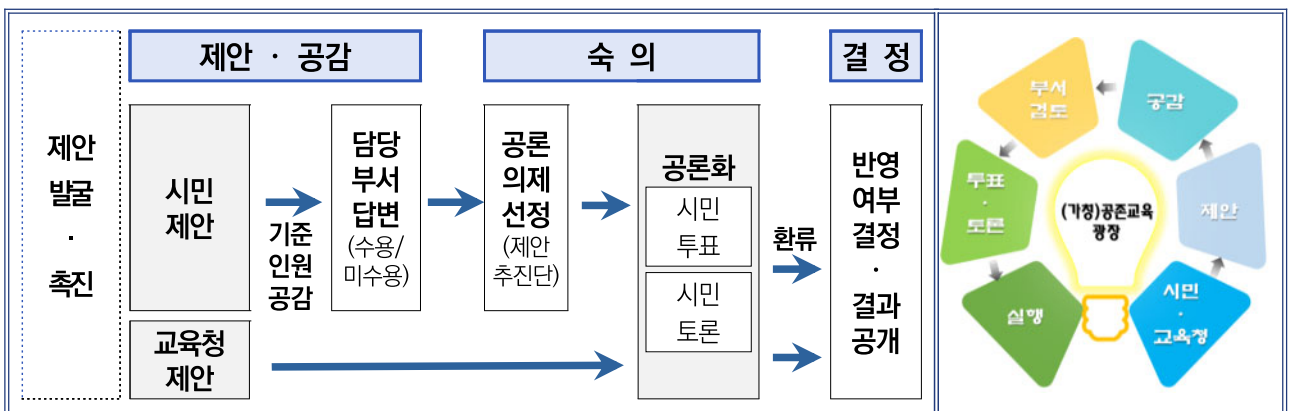 제안 · 공감
숙 의
결 정
제안
발굴
·
촉진
시민
제안
기준
인원
공감
담당
부서
답변
(수용/
미수용)
공론
의제
선정
(제안
추진단)
공론화
시민
투표
시민
토론
환류
반영
여부
결정
·
결과
공개
교육청
제안
부서
검토
공감
투표
·
토론
(가칭)공존교육
광장
제안
실행
시민
·
교육청